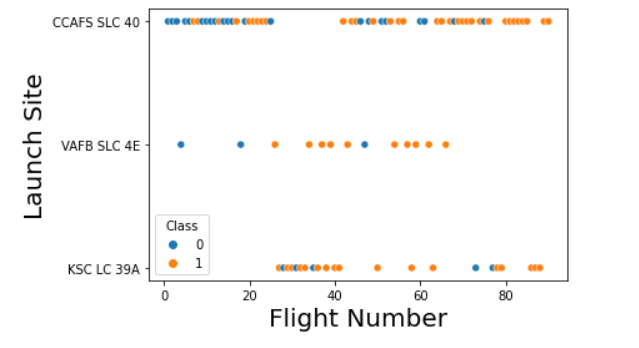 CCAFS SLC 40
VAFB SLC 4E
KSC LC 39A
Launch Site
Class
0
1
0 20 40 60 80
Flight Number